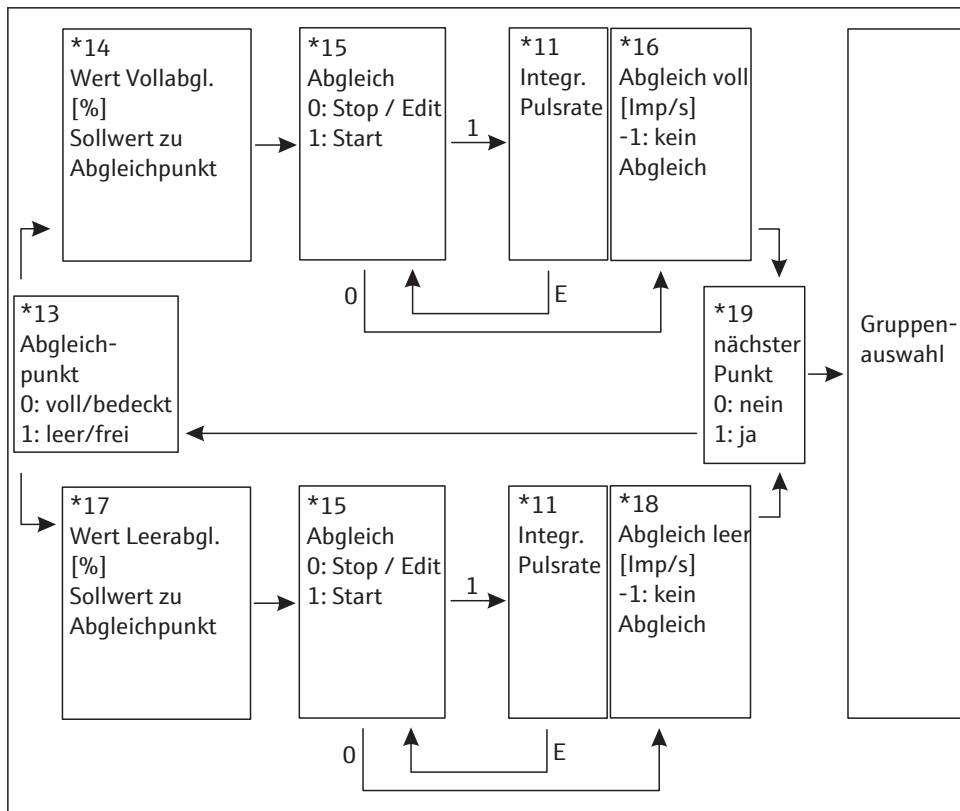 *14
Wert Vollabgl.
[%]
Sollwert zu
Abgleichpunkt
*15
Abgleich
0: Stop / Edit
1: Start
1
*11
Integr.
Pulsrate
*16
Abgleich voll
[Imp/s]
-1: kein
Abgleich
0
E
*13
Abgleich-
punkt
0: voll/bedeckt
1: leer/frei
*19
nächster
Punkt
0: nein
1: ja
Gruppen-
auswahl
*17
Wert Leerabgl.
[%]
Sollwert zu
Abgleichpunkt
*15
Abgleich
0: Stop / Edit
1: Start
1
*11
Integr.
Pulsrate
*18
Abgleich leer
[Imp/s]
-1: kein
Abgleich
0
E